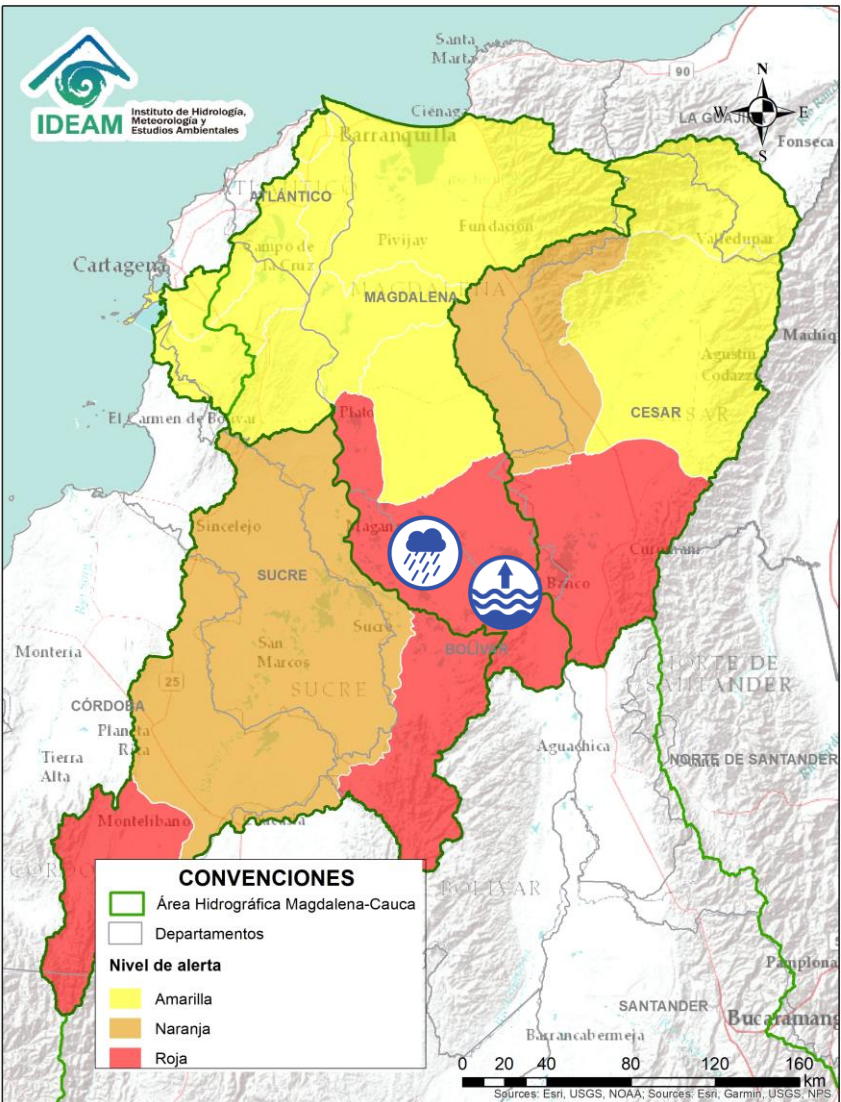 IDEAM
Instituto de Hidrología,
Meteorología y
Estudios Ambientales
Santa
Marta
90
N
W
E
S
LA GUAJI
Fonseca
Ciénaga
Barranquilla
ATLÁNTICO
Campo de
la Cruz
Pivijay
Fundación
Valledupar
Cartagena
MAGDALENA
Machiq
Agustín
Codazzi
CESAR
El Carmen de Bolívar
Plato
Sincelejo
Magang
Curumaní
SUCRE
Banco
Sucre
Montería
San
Marcos
BOLÍVAR
SUCRE
25
NORTE DE
SANTANDER
CÓRDOBA
Planeta
Rica
Tierra
Alta
Aguachica
NORTE DE SANTANDER
Montelíbano
BOLÍVAR
CONVENCIONES
Área Hidrográfica Magdalena-Cauca
Departamentos
Nivel de alerta
Amarilla
Naranja
Roja
Pamplona
SANTANDER
Bucaramang
Barrancabermeja
0 20 40 80 120 160
km
Sources: Esri, USGS, NOAA; Sources: Esri, Garmin, USGS, NPS